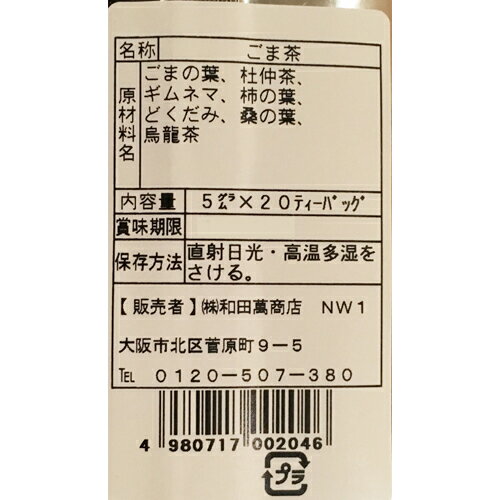 名称 ごま茶
原材料名 ごまの葉、杜仲茶、
ギムネマ、柿の葉、
どくだみ、桑の葉、
烏龍茶
内容量 5㌘×20ティーバッグ
賞味期限
保存方法 直射日光・高温多湿を
さける。
【販売者】㈱和田萬商店 NW1
大阪市北区菅原町9-5
TEL 0120-507-380
4 980717 002046
プラ